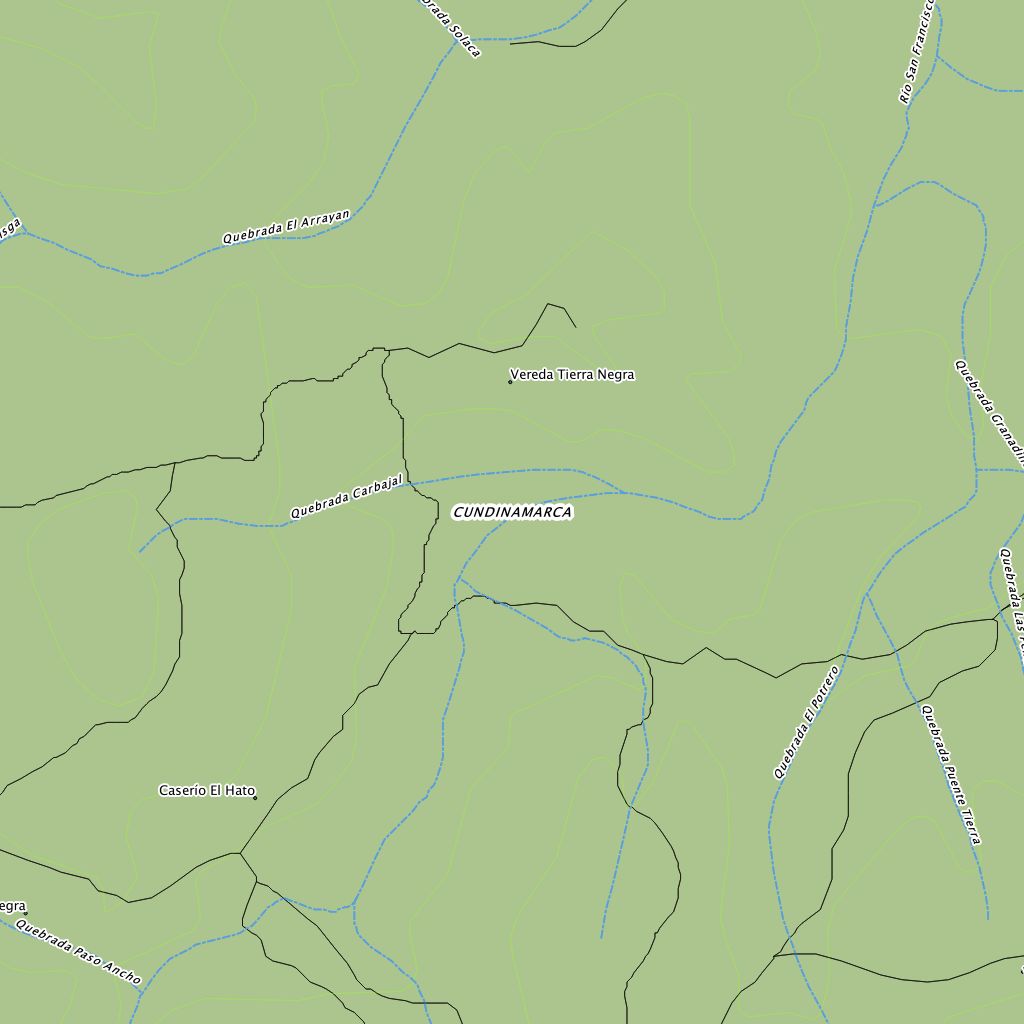 Río San Francisco
Quebrada El Arrayan
Vereda Tierra Negra
Quebrada Carbajal
CUNDINAMARCA
Quebrada El Potrero
Quebrada Puente Tierra
Caserío El Hato
Quebrada Paso Ancho
Solaca
Quebrada
Quebrada Las